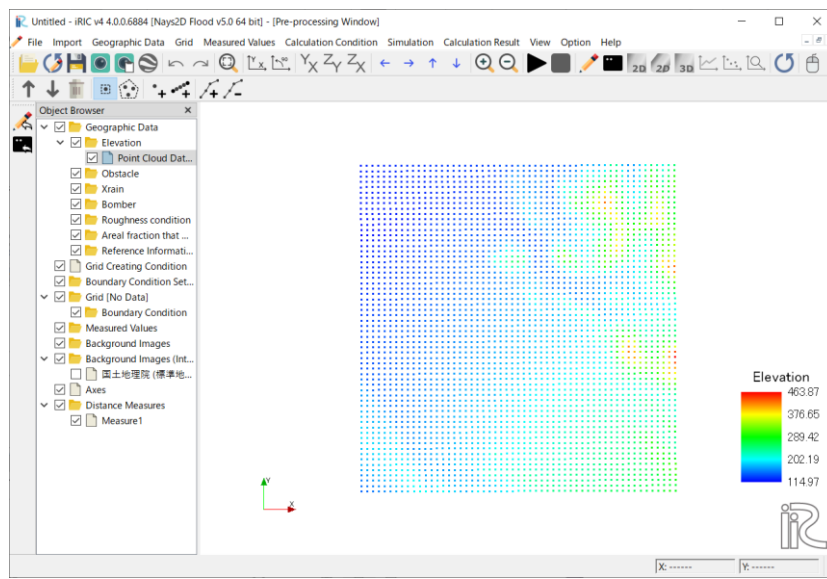 Untitled - iRIC v4 4.0.0.6884 [Nays2D Flood v5.0 64 bit] - [Pre-processing Window]
File Import Geographic Data Grid Measured Values Calculation Condition Simulation Calculation Result View Option Help
Object Browser
Geographic Data
Elevation
Point Cloud Dat...
Obstacle
Xrain
Bomber
Roughness condition
Areal fraction that ...
Reference Informati...
Grid Creating Condition
Boundary Condition Set...
Grid [No Data]
Boundary Condition
Measured Values
Background Images
Background Images (Int...
国土地理院 (標準地...
Axes
Distance Measures
Measure1
Elevation
463.87
376.65
289.42
202.19
114.97
Y
X
iRIC
X: ------
Y: ------